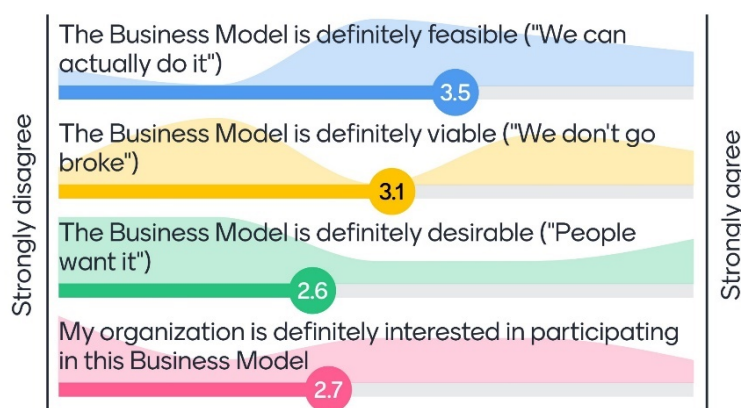 The Business Model is definitely feasible ("We can
actually do it")
3.5
The Business Model is definitely viable ("We don't go
broke")
3.1
The Business Model is definitely desirable ("People
want it")
2.6
My organization is definitely interested in participating
in this Business Model
2.7
Strongly disagree
Strongly agree